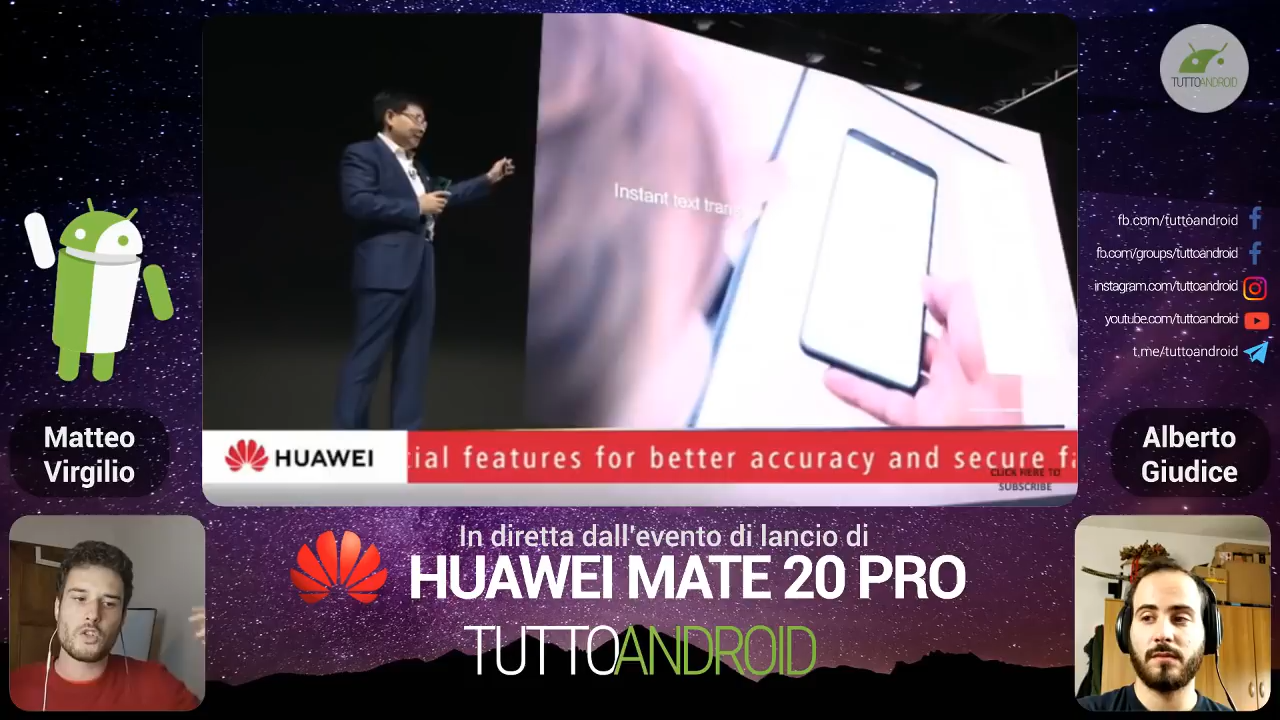 TUTTOANDROID
Instant text trans
fb.com/tuttoandroid
fb.com/groups/tuttoandroid
instagram.com/tuttoandroid
youtube.com/tuttoandroid
t.me/tuttoandroid
Matteo
Virgilio
Alberto
Giudice
HUAWEI
cial features for better accuracy and secure fa
CLICK HERE TO
SUBSCRIBE
In diretta dall'evento di lancio di
HUAWEI MATE 20 PRO
TUTTOANDROID